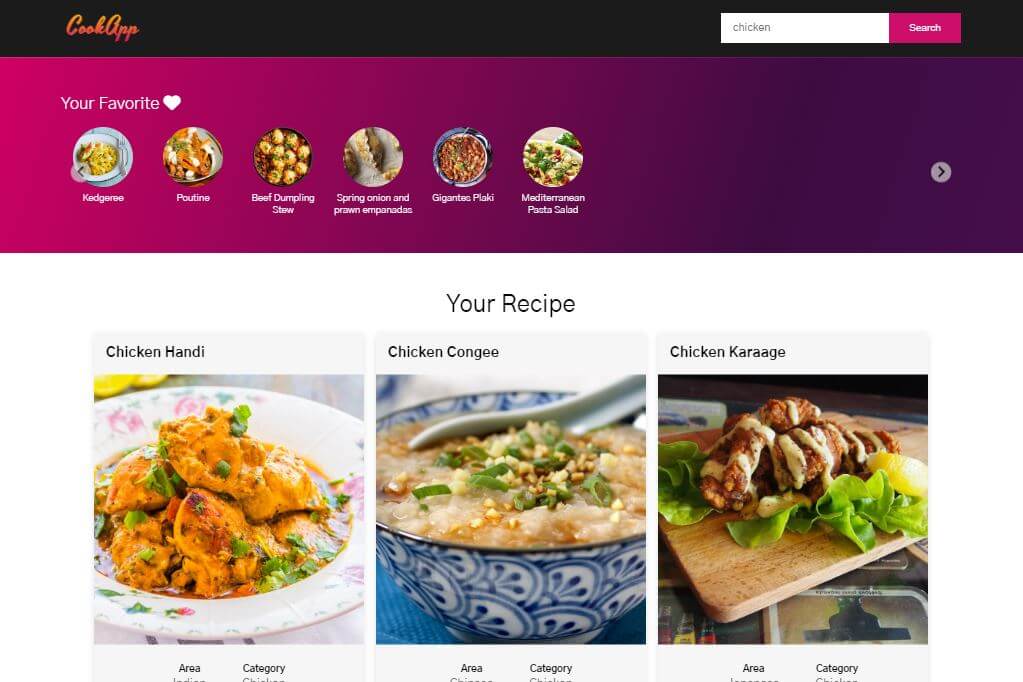 CookApp
chicken
Search
Your Favorite
Kedgeree
Poutine
Beef Dumpling
Stew
Spring onion and
prawn empanadas
Gigantes Plaki
Mediterranean
Pasta Salad
Your Recipe
Chicken Handi
Chicken Congee
Chicken Karaage
Area
Category
Area
Category
Area
Category